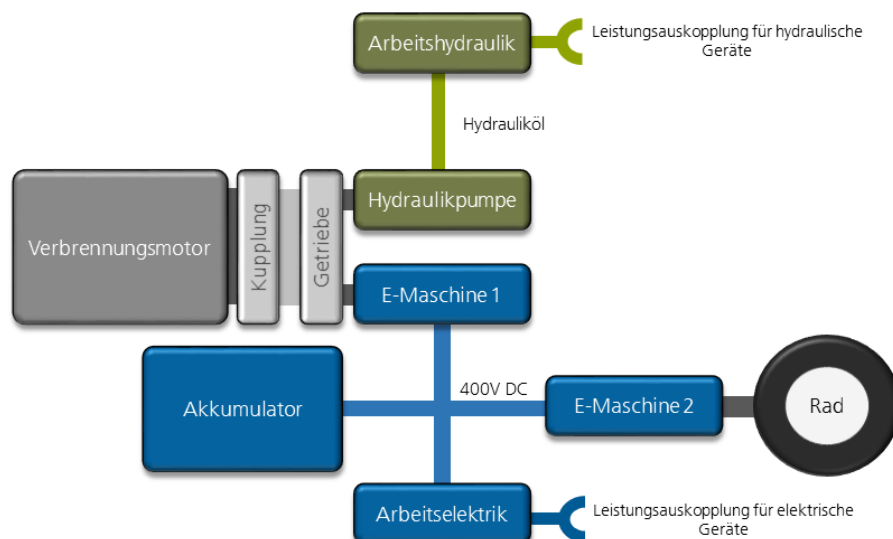 Arbeitshydraulik
Leistungsauskopplung für hydraulische
Geräte
Hydrauliköl
Verbrennungsmotor
Kupplung
Getriebe
Hydraulikpumpe
E-Maschine 1
Akkumulator
400V DC
E-Maschine 2
Rad
Arbeitselektrik
Leistungsauskopplung für elektrische
Geräte